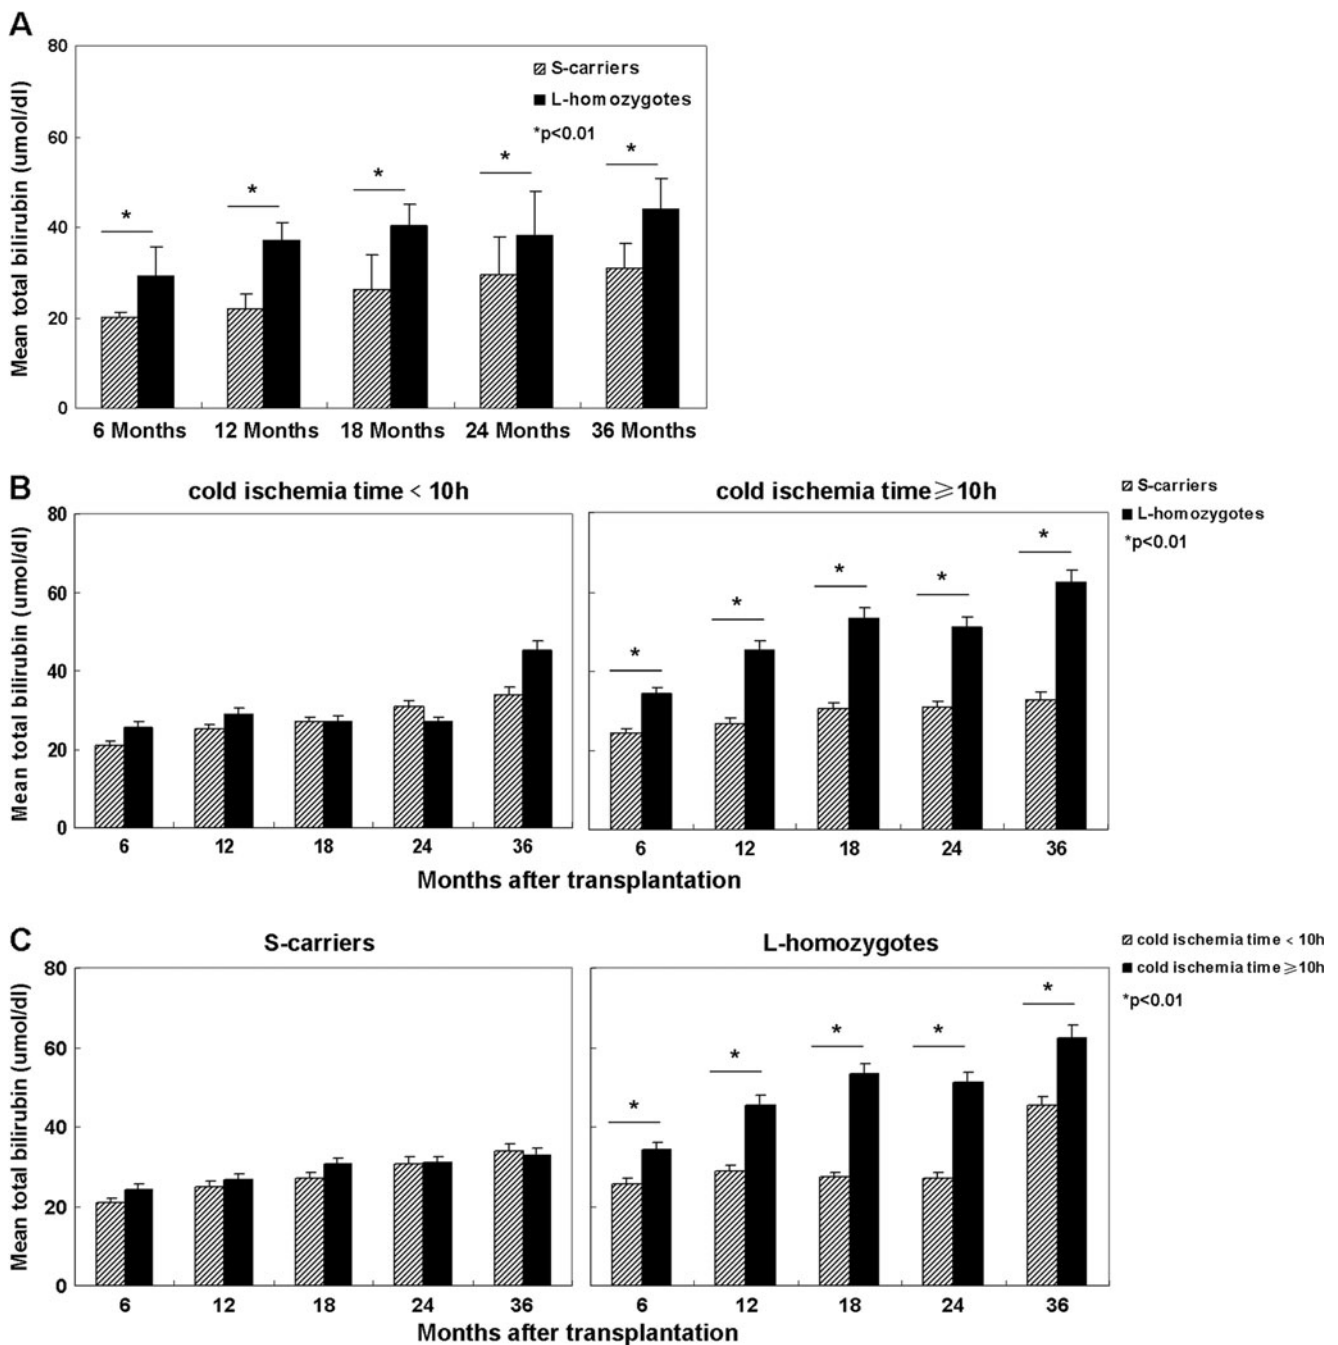 A
Mean total bilirubin (umol/dl)
80
60
40
20
0
S-carriers
L-homozygotes
*p<0.01
* * * * *
6 Months 12 Months 18 Months 24 Months 36 Months
B
cold ischemia time < 10h
cold ischemia time ⩾ 10h
S-carriers
L-homozygotes
*p<0.01
Mean total bilirubin (umol/dl)
80
60
40
20
0
* * * * *
6 12 18 24 36
6 12 18 24 36
Months after transplantation
C
S-carriers
L-homozygotes
cold ischemia time < 10h
cold ischemia time ⩾10h
*p<0.01
Mean total bilirubin (umol/dl)
80
60
40
20
0
* * * * *
6 12 18 24 36
6 12 18 24 36
Months after transplantation